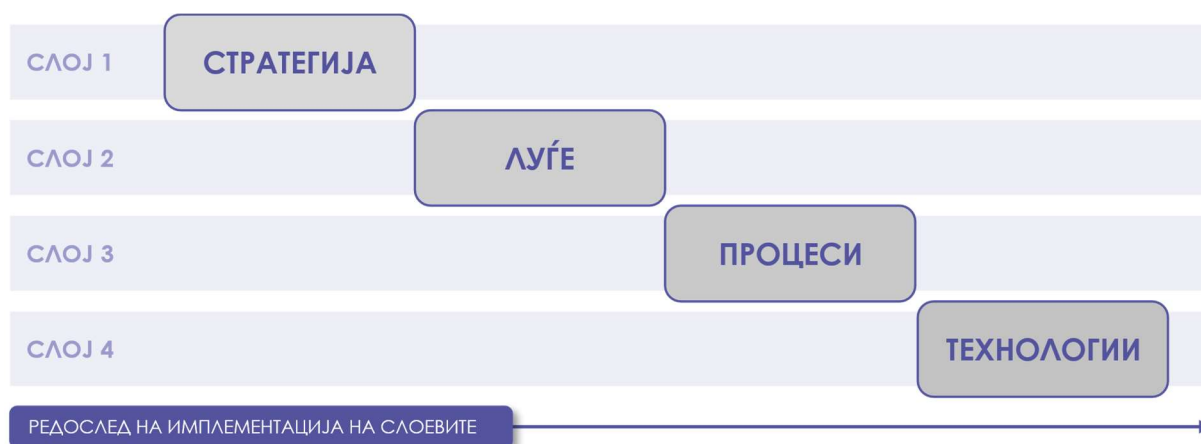 СЛОЈ 1
СТРАТЕГИЈА
СЛОЈ 2
ЛУЃЕ
СЛОЈ 3
ПРОЦЕСИ
СЛОЈ 4
ТЕХНОЛОГИИ
РЕДОСЛЕД НА ИМПЛЕМЕНТАЦИЈА НА СЛОЕВИТЕ